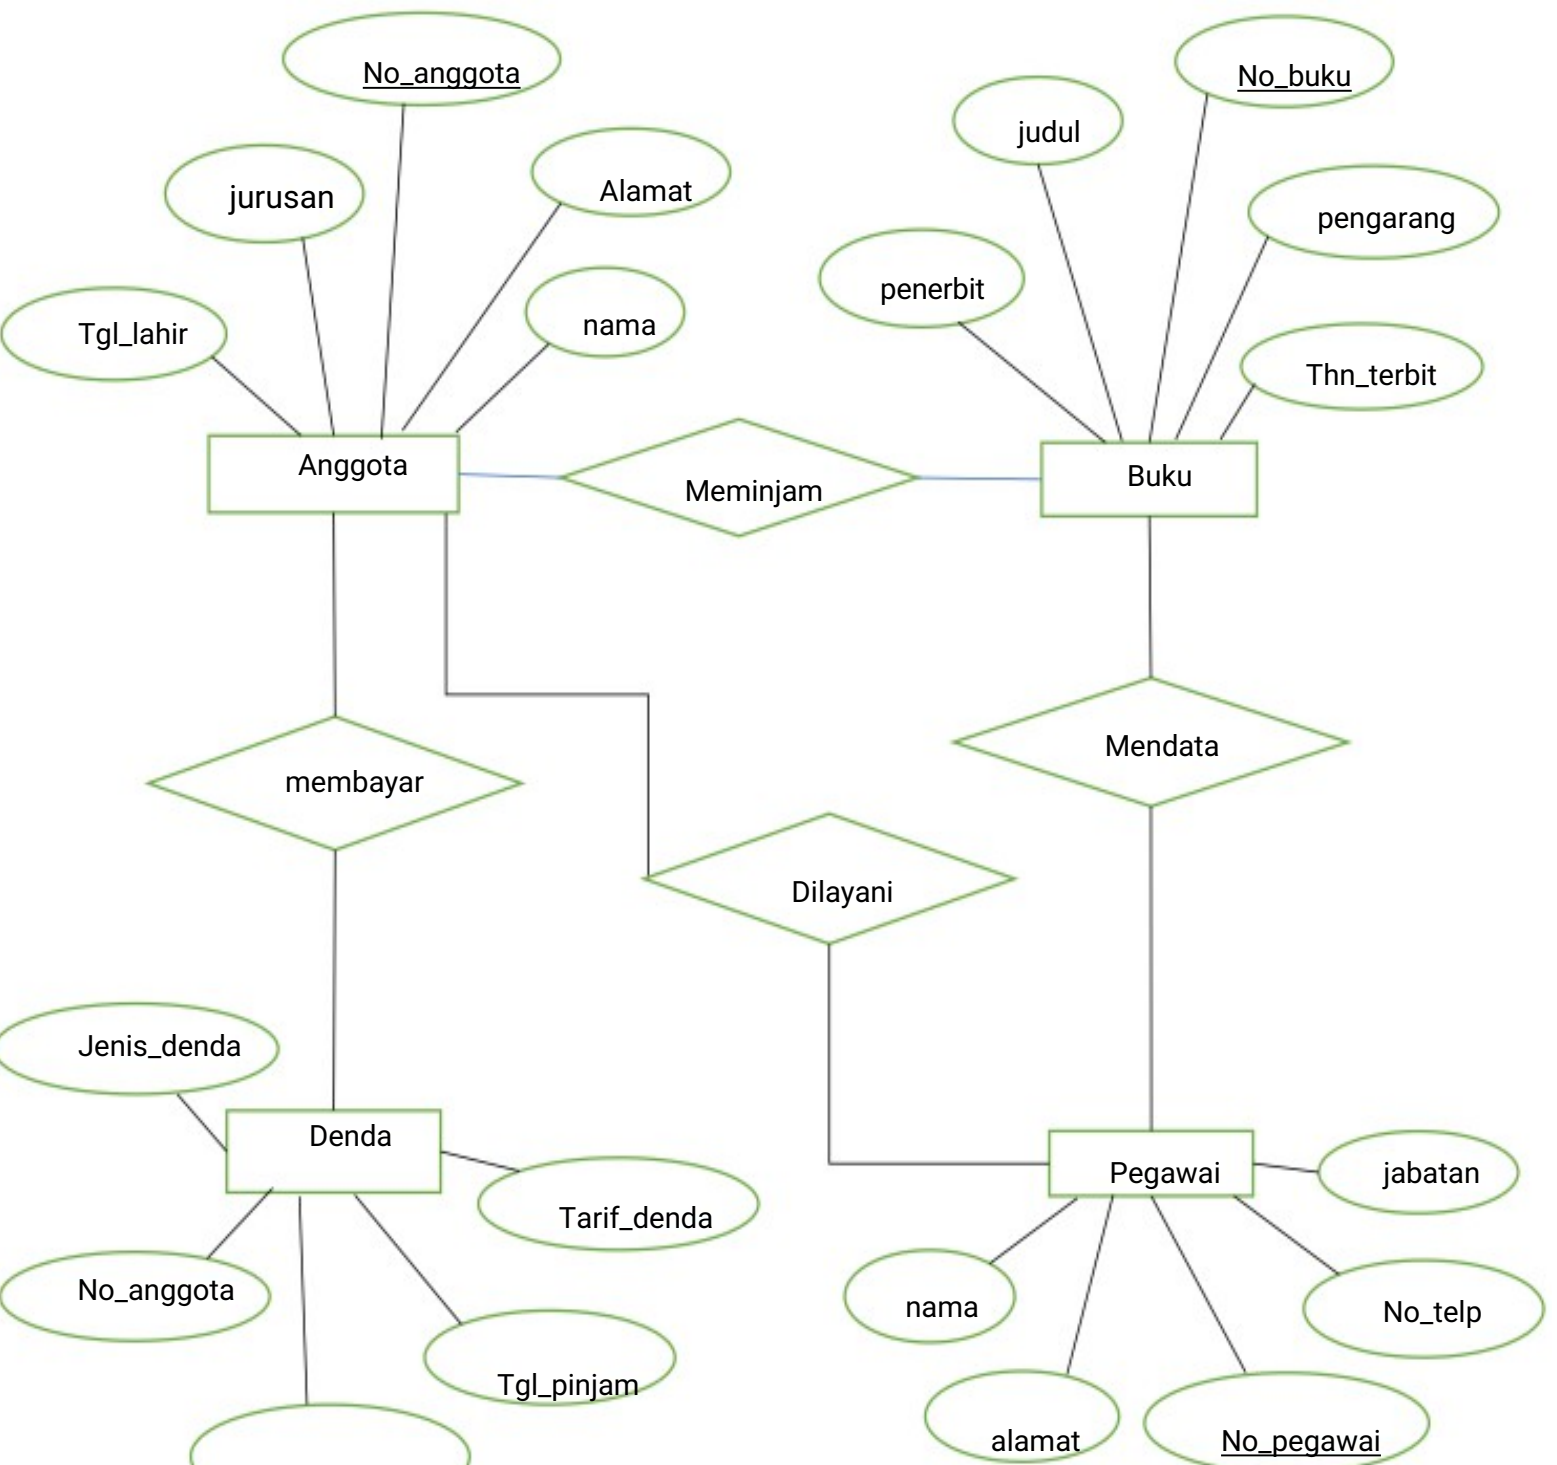 No_anggota
No_buku
judul
jurusan
Alamat
pengarang
penerbit
nama
Tgl_lahir
Thn_terbit
Anggota
Meminjam
Buku
membayar
Mendata
Dilayani
Jenis_denda
Denda
Pegawai
jabatan
Tarif_denda
No_anggota
nama
No_telp
Tgl_pinjam
alamat
No_pegawai